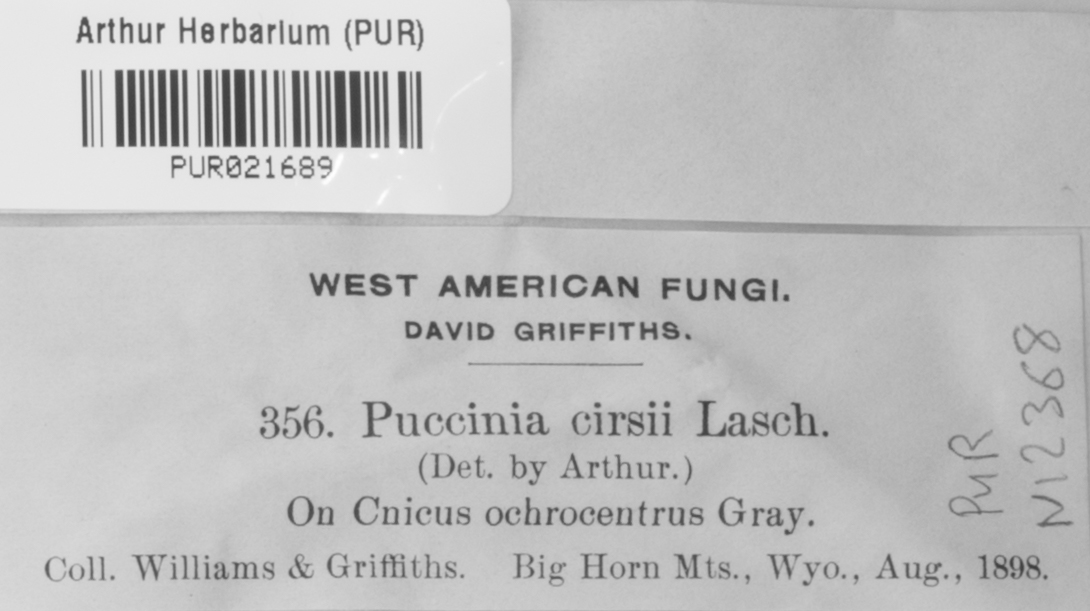 Arthur Herbarium (PUR)
PUR021689
WEST AMERICAN FUNGI.
DAVID GRIFFITHS.
356. Puccinia cirsii Lasch.
(Det. by Arthur.)
On Cnicus ochrocentrus Gray.
Coll. Williams & Griffiths. Big Horn Mts., Wyo., Aug., 1898.
PUR
N12368